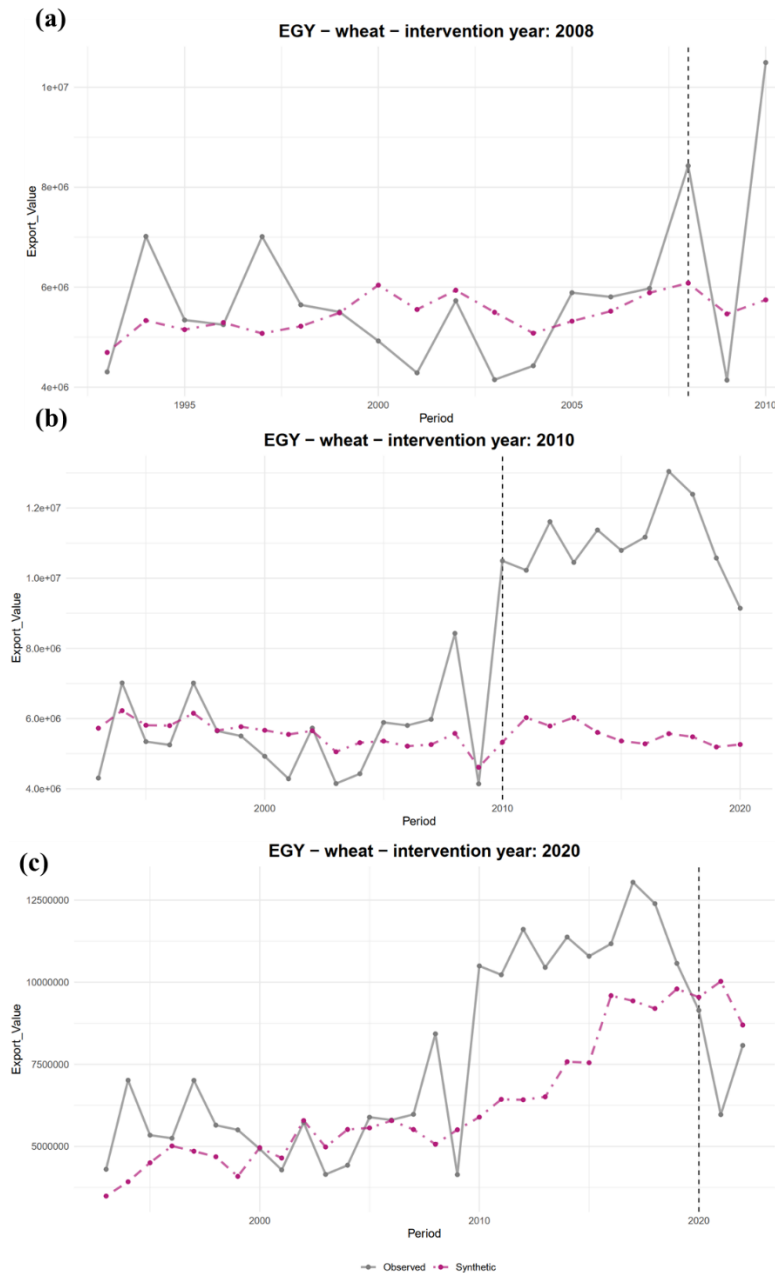 (a)
EGY − wheat − intervention year: 2008
1e+07
8e+06
6e+06
4e+06
Export_Value
1995
2000
2005
2010
Period
(b)
EGY − wheat − intervention year: 2010
1.2e+07
1.0e+07
8.0e+06
6.0e+06
4.0e+06
Export_Value
2000
2010
2020
Period
(c)
EGY − wheat − intervention year: 2020
12500000
10000000
7500000
5000000
Export_Value
2000
2010
2020
Period
Observed
Synthetic